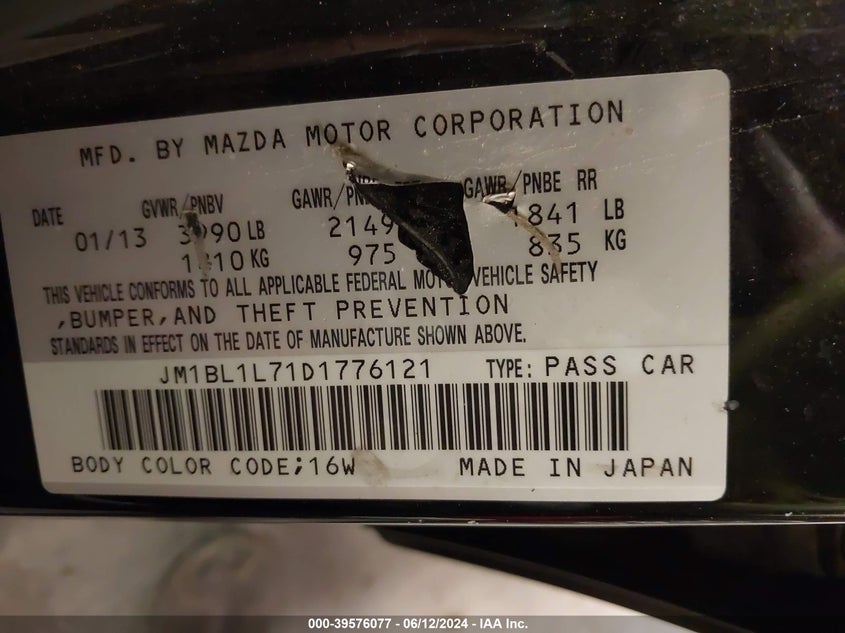 MFD. BY MAZDA MOTOR CORPORATION
DATE GVWR/PNBV GAWR/ GAWR/PNBE RR
01/13 LB 1841 LB
KG 975 835 KG
THIS VEHICLE CONFORMS TO ALL APPLICABLE FEDERAL MOTOR VEHICLE SAFETY
,BUMPER,AND THEFT PREVENTION
STANDARDS IN EFFECT ON THE DATE OF MANUFACTURE SHOWN ABOVE.
JM1BL1L71D1776121 TYPE: PASS CAR
BODY COLOR CODE;16W MADE IN JAPAN
000-39576077 - 06/12/2024 - IAA Inc.